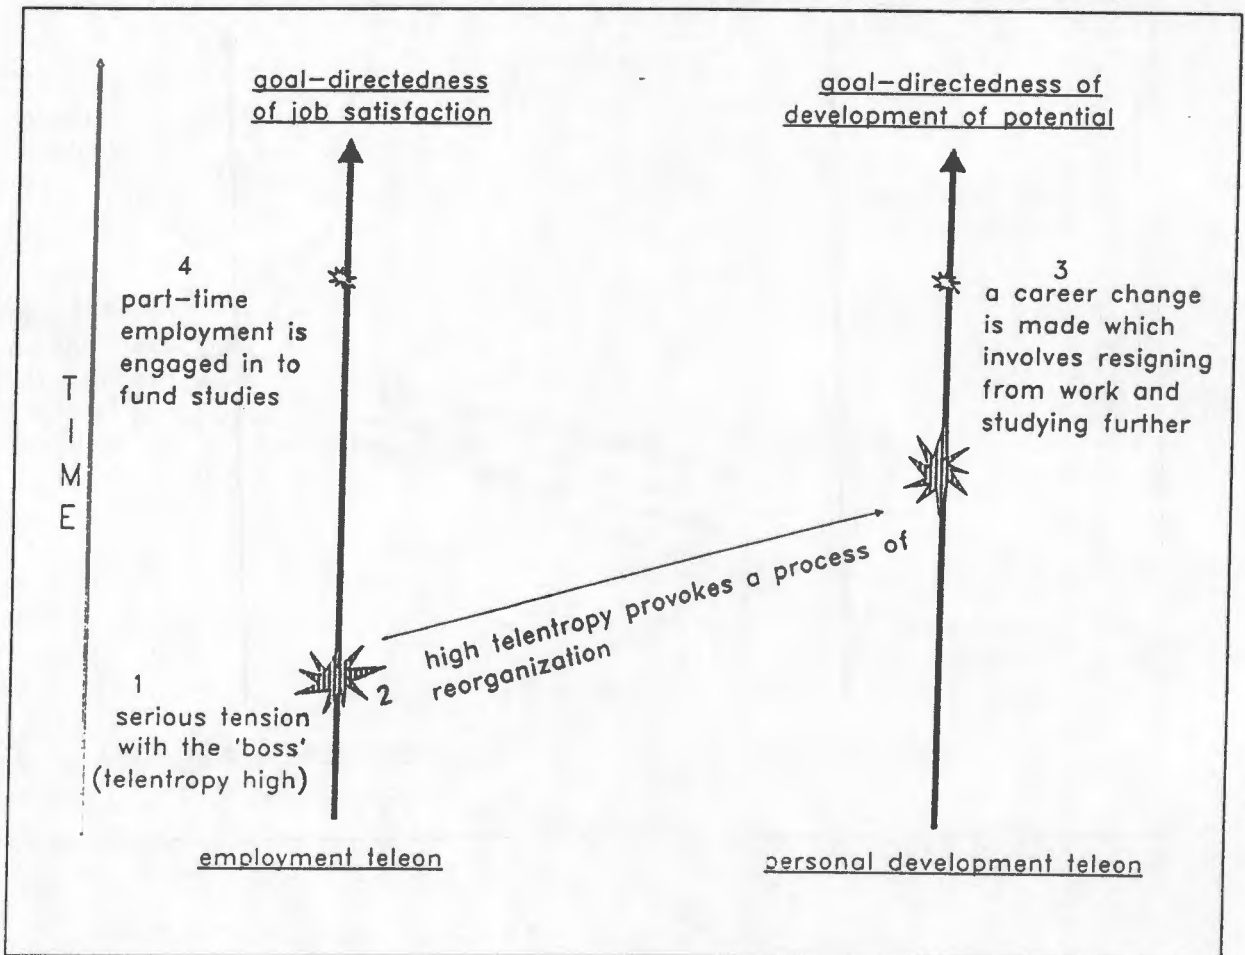 goal-directedness
of job satisfaction
goal-directedness of
development of potential
TIME
4
part-time
employment is
engaged in to
fund studies
3
a career change
is made which
involves resigning
from work and
studying further
1
serious tension
with the 'boss'
(telentropy high)
2
high telentropy provokes a process of
reorganization
employment teleon
personal development teleon